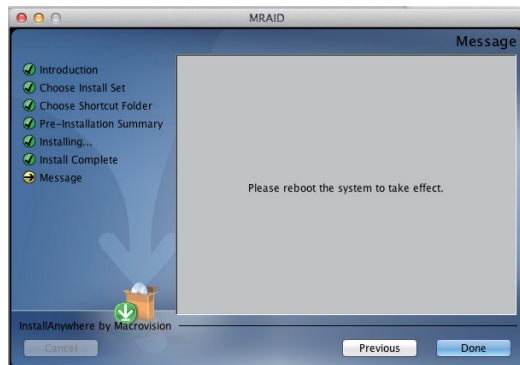 MRAID
Message
Introduction
Choose Install Set
Choose Shortcut Folder
Pre-Installation Summary
Installing...
Install Complete
Message
Please reboot the system to take effect.
InstallAnywhere by Macrovision
Cancel
Previous
Done